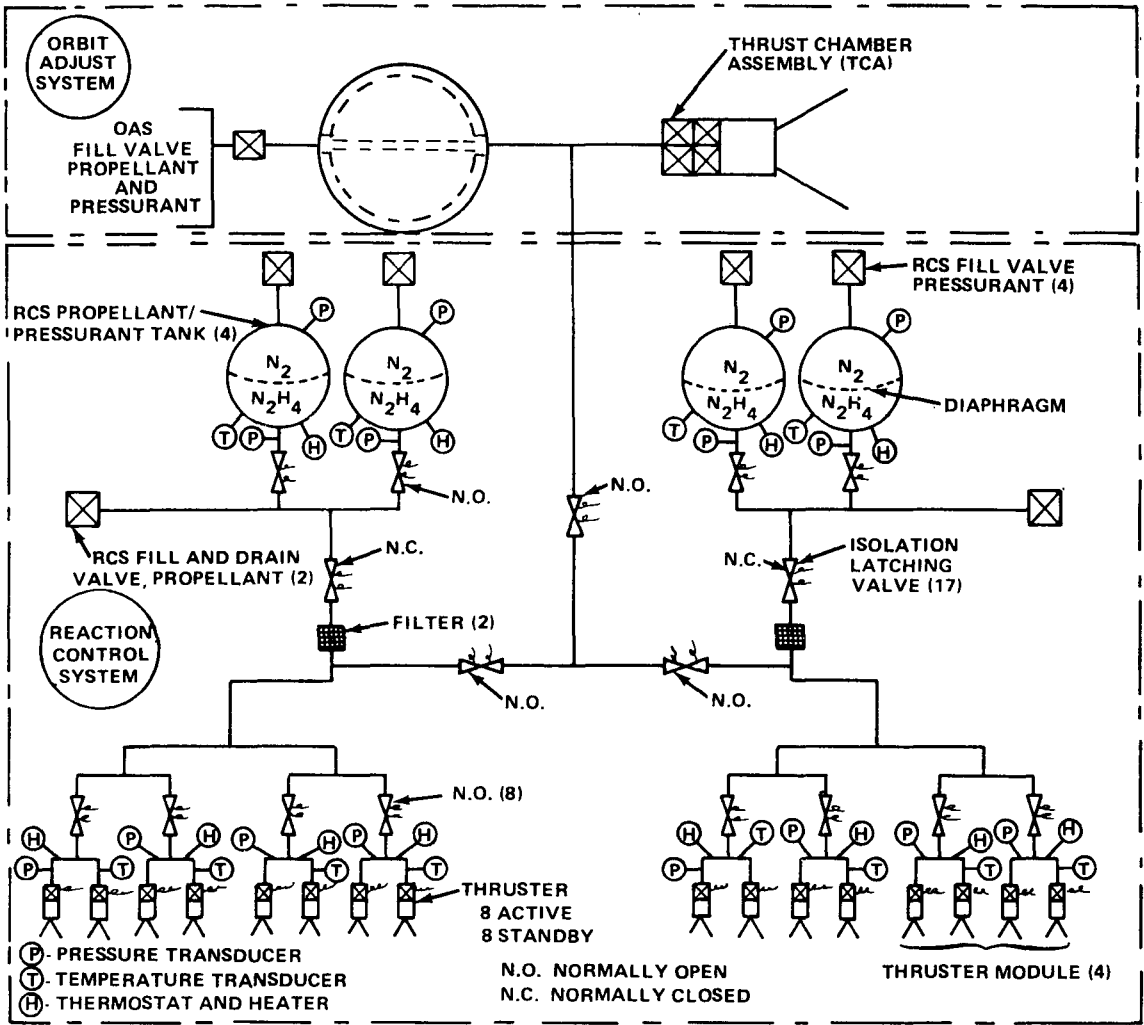 ORBIT
ADJUST
SYSTEM
OAS
FILL VALVE
PROPELLANT
AND
PRESSURANT
THRUST CHAMBER
ASSEMBLY (TCA)
RCS FILL VALVE
PRESSURANT (4)
RCS PROPELLANT/
PRESSURANT TANK (4)
P
P
P
P
N2
N2H4
N2
N2H4
N2
N2H4
N2
N2H4
DIAPHRAGM
T
P
H
T
P
H
T
P
H
T
P
H
N.O.
N.O.
RCS FILL AND DRAIN
VALVE, PROPELLANT (2)
N.C.
N.C.
ISOLATION
LATCHING
VALVE (17)
FILTER (2)
REACTION
CONTROL
SYSTEM
N.O.
N.O.
N.O. (8)
H
P
T
P
H
T
P
H
T
P
H
T
H
T
P
P
H
T
P
H
T
P
H
T
THRUSTER
8 ACTIVE
8 STANDBY
P - PRESSURE TRANSDUCER
T - TEMPERATURE TRANSDUCER
H - THERMOSTAT AND HEATER
N.O. NORMALLY OPEN
N.C. NORMALLY CLOSED
THRUSTER MODULE (4)